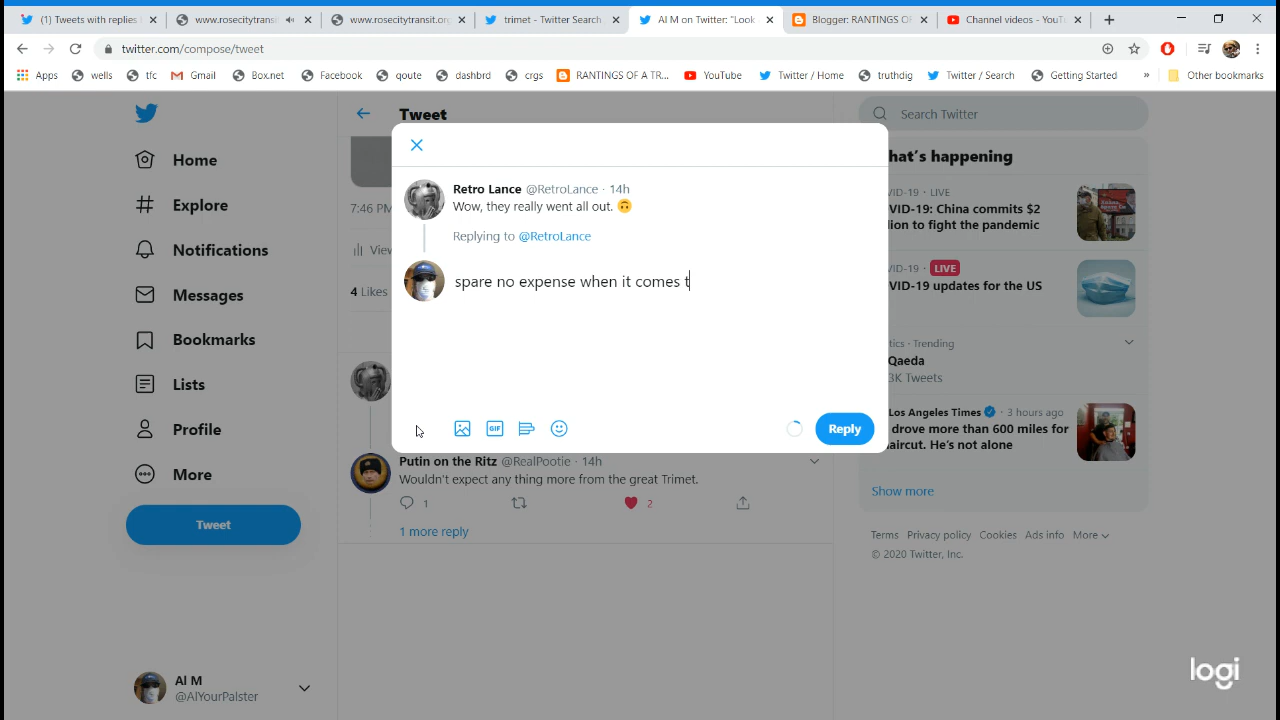 (1) Tweets with replies
www.rosecitytransi
www.rosecitytransit.or
trimet - Twitter Search
Al M on Twitter: "Look
Blogger: RANTINGS OF
Channel videos - YouTu
twitter.com/compose/tweet
Apps
wells
tfc
Gmail
Box.net
Facebook
qoute
dashbrd
crgs
RANTINGS OF A TR...
YouTube
Twitter / Home
truthdig
Twitter / Search
Getting Started
»
Other bookmarks
Home
Explore
Notifications
Messages
Bookmarks
Lists
Profile
More
Tweet
Al M
@AlYourPalster
Tweet
7:46 PM
View
4 Likes
Retro Lance @RetroLance · 14h
Wow, they really went all out. 🙃
Replying to @RetroLance
spare no expense when it comes t
GIF
Reply
Putin on the Ritz @RealPootie · 14h
Wouldn't expect any thing more from the great Trimet.
1
2
1 more reply
Search Twitter
hat's happening
VID-19 · LIVE
VID-19: China commits $2
lion to fight the pandemic
VID-19 · LIVE
VID-19 updates for the US
tics · Trending
Qaeda
3K Tweets
Los Angeles Times · 3 hours ago
drove more than 600 miles for
aircut. He's not alone
Show more
Terms Privacy policy Cookies Ads info More
© 2020 Twitter, Inc.
logi